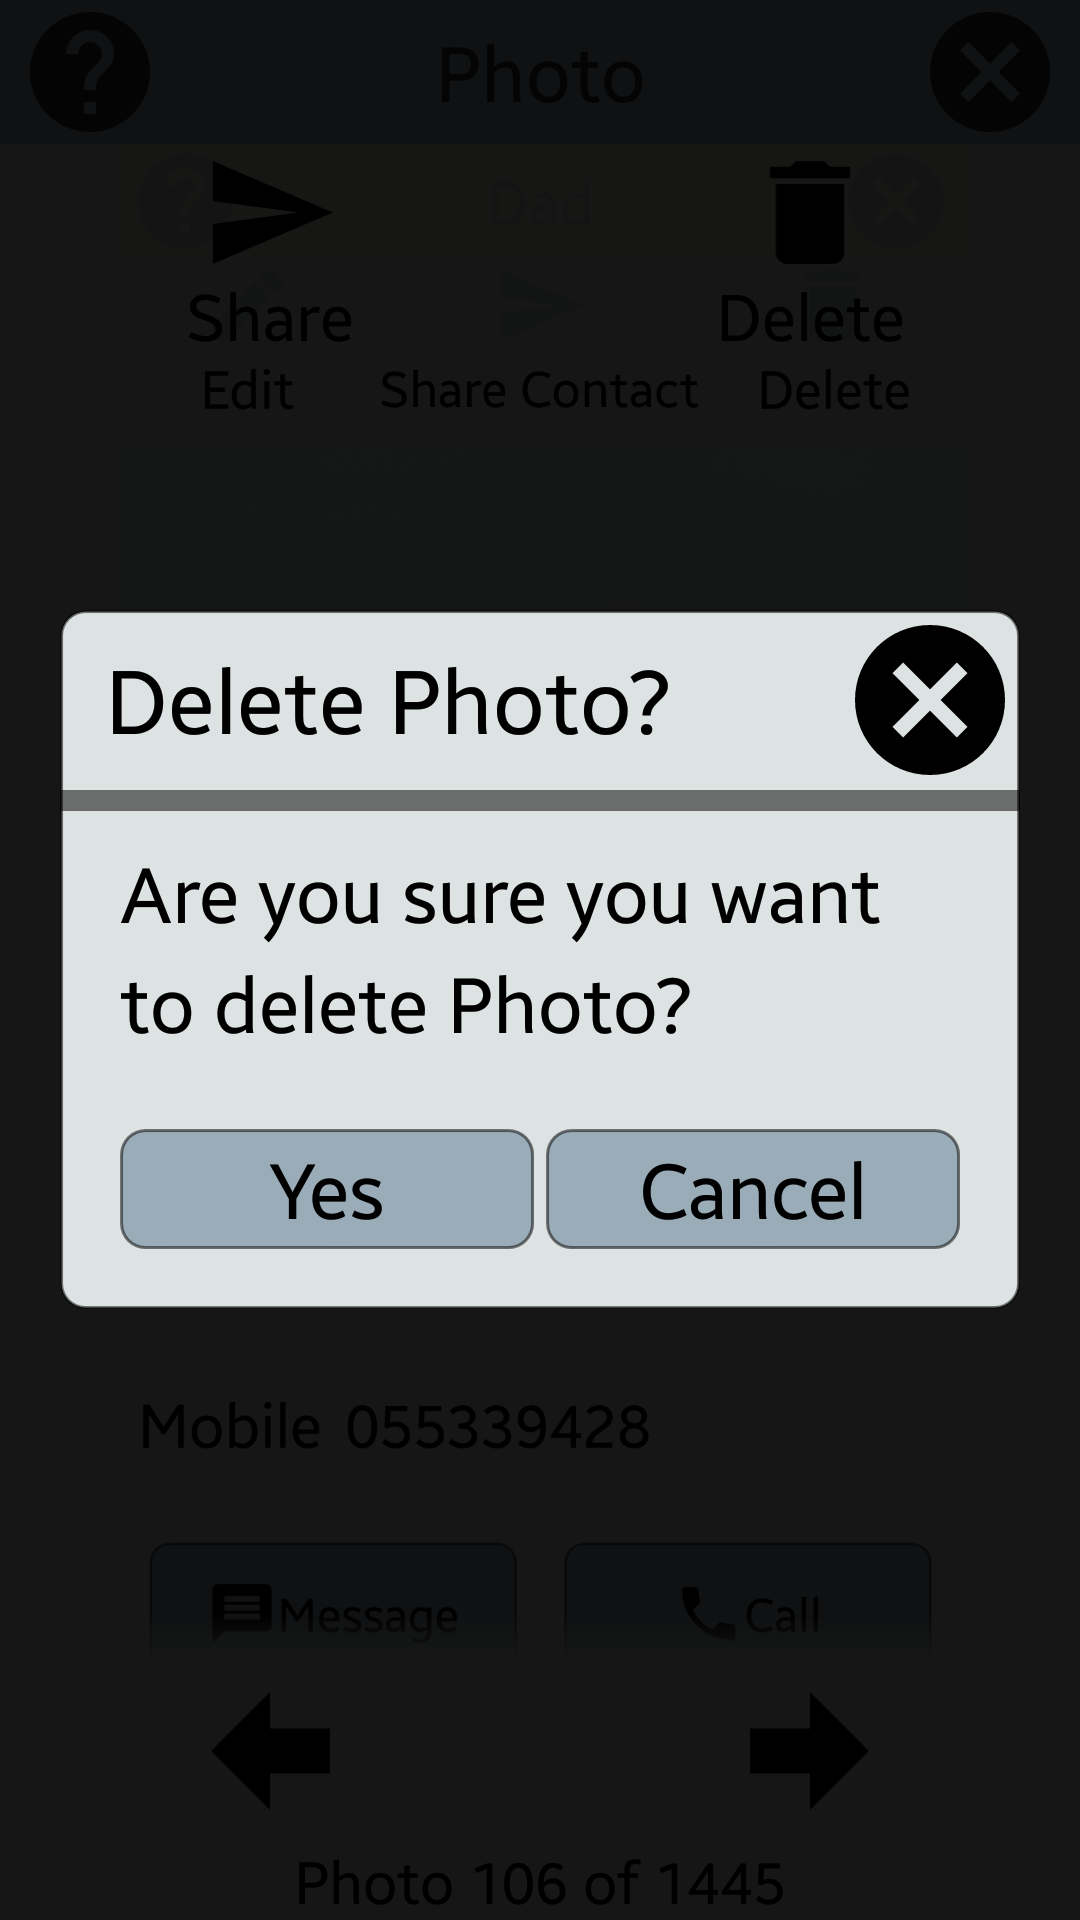 Photo
Dad
Share
Delete
Edit
Share Contact
Delete
Delete Photo?
Are you sure you want
to delete Photo?
Yes
Cancel
Mobile 055339428
Message
Call
Photo 106 of 1445